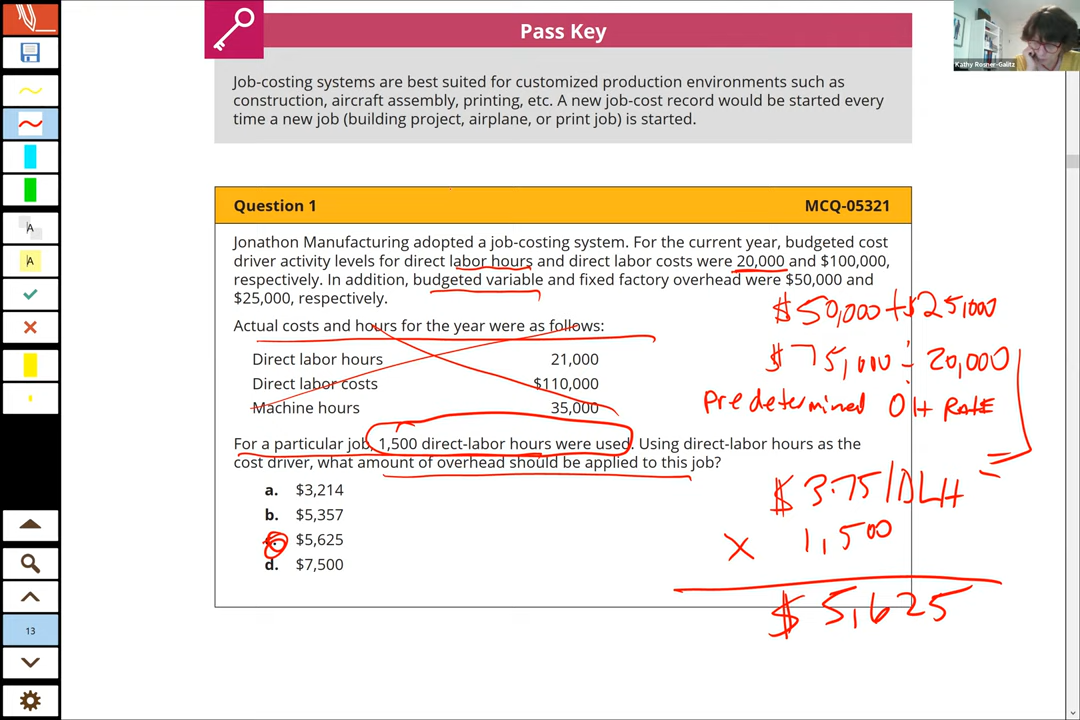 Pass Key
Kathy Rosner-Galitz
Job-costing systems are best suited for customized production environments such as
construction, aircraft assembly, printing, etc. A new job-cost record would be started every
time a new job (building project, airplane, or print job) is started.
Question 1 MCQ-05321
Jonathon Manufacturing adopted a job-costing system. For the current year, budgeted cost
driver activity levels for direct labor hours and direct labor costs were 20,000 and $100,000,
respectively. In addition, budgeted variable and fixed factory overhead were $50,000 and
$25,000, respectively.
$50,000 + $25,000
Actual costs and hours for the year were as follows:
Direct labor hours 21,000
$75,000 ÷ 20,000
Direct labor costs $110,000
Machine hours 35,000
Predetermined OH RATE
For a particular job, 1,500 direct-labor hours were used. Using direct-labor hours as the
cost driver, what amount of overhead should be applied to this job?
=
a. $3,214
$3.75/DLH
b. $5,357
x 1,500
$5,625
d. $7,500
$5,625
A
A
13